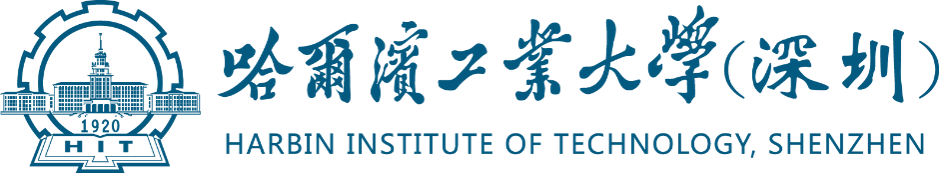 1920
HIT
哈爾濱工業大學(深圳)
HARBIN INSTITUTE OF TECHNOLOGY, SHENZHEN